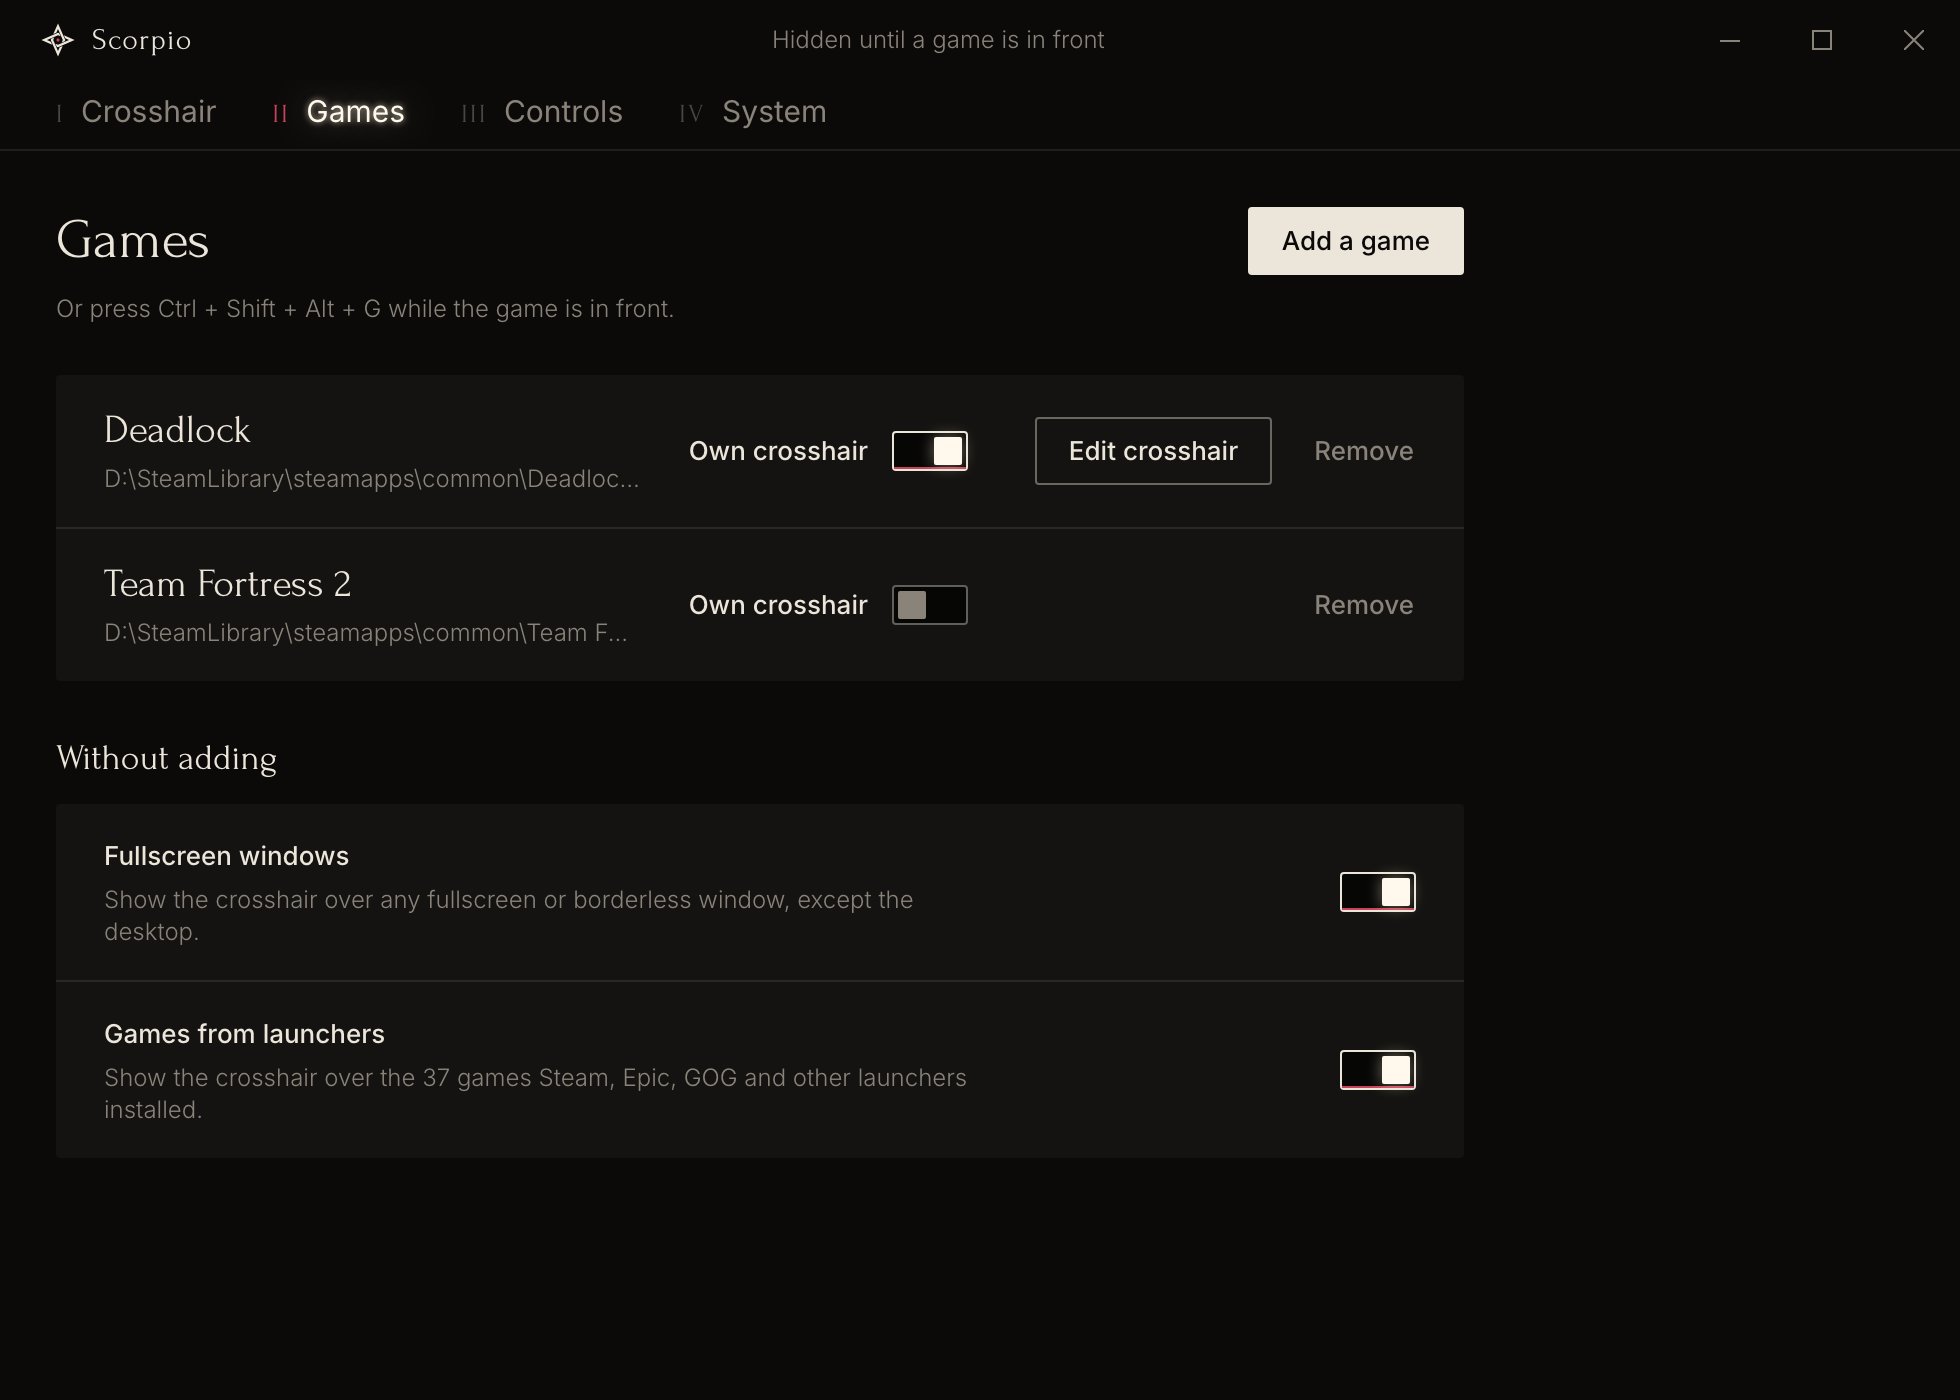 Scorpio
Hidden until a game is in front
I Crosshair
II Games
III Controls
IV System
Games
Add a game
Or press Ctrl + Shift + Alt + G while the game is in front.
Deadlock
D:\SteamLibrary\steamapps\common\Deadloc...
Own crosshair
Edit crosshair
Remove
Team Fortress 2
D:\SteamLibrary\steamapps\common\Team F...
Own crosshair
Remove
Without adding
Fullscreen windows
Show the crosshair over any fullscreen or borderless window, except the
desktop.
Games from launchers
Show the crosshair over the 37 games Steam, Epic, GOG and other launchers
installed.